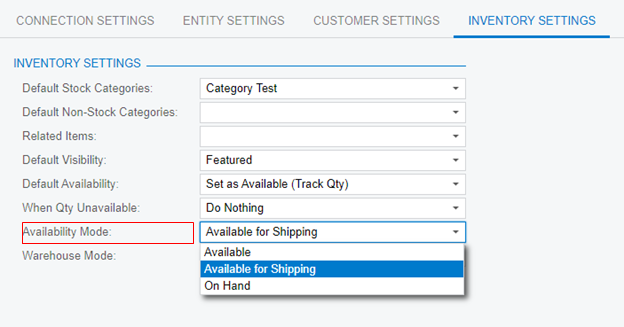 CONNECTION SETTINGS ENTITY SETTINGS CUSTOMER SETTINGS INVENTORY SETTINGS
INVENTORY SETTINGS
Default Stock Categories: Category Test
Default Non-Stock Categories:
Related Items:
Default Visibility: Featured
Default Availability: Set as Available (Track Qty)
When Qty Unavailable: Do Nothing
Availability Mode: Available for Shipping
Warehouse Mode: Available
Available for Shipping
On Hand